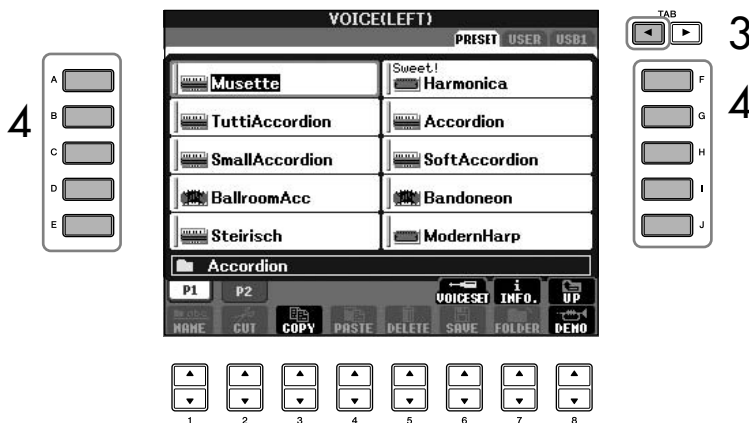 VOICE(LEFT)
PRESET USER USB1
TAB
3
4
A
B
C
D
E
Musette
Sweet!
Harmonica
TuttiAccordion
Accordion
SmallAccordion
SoftAccordion
BallroomAcc
Bandoneon
Steirisch
ModernHarp
Accordion
P1 P2 VOICESET INFO. UP
NAME CUT COPY PASTE DELETE SAVE FOLDER DEMO
4
F
G
H
I
J
1 2 3 4 5 6 7 8